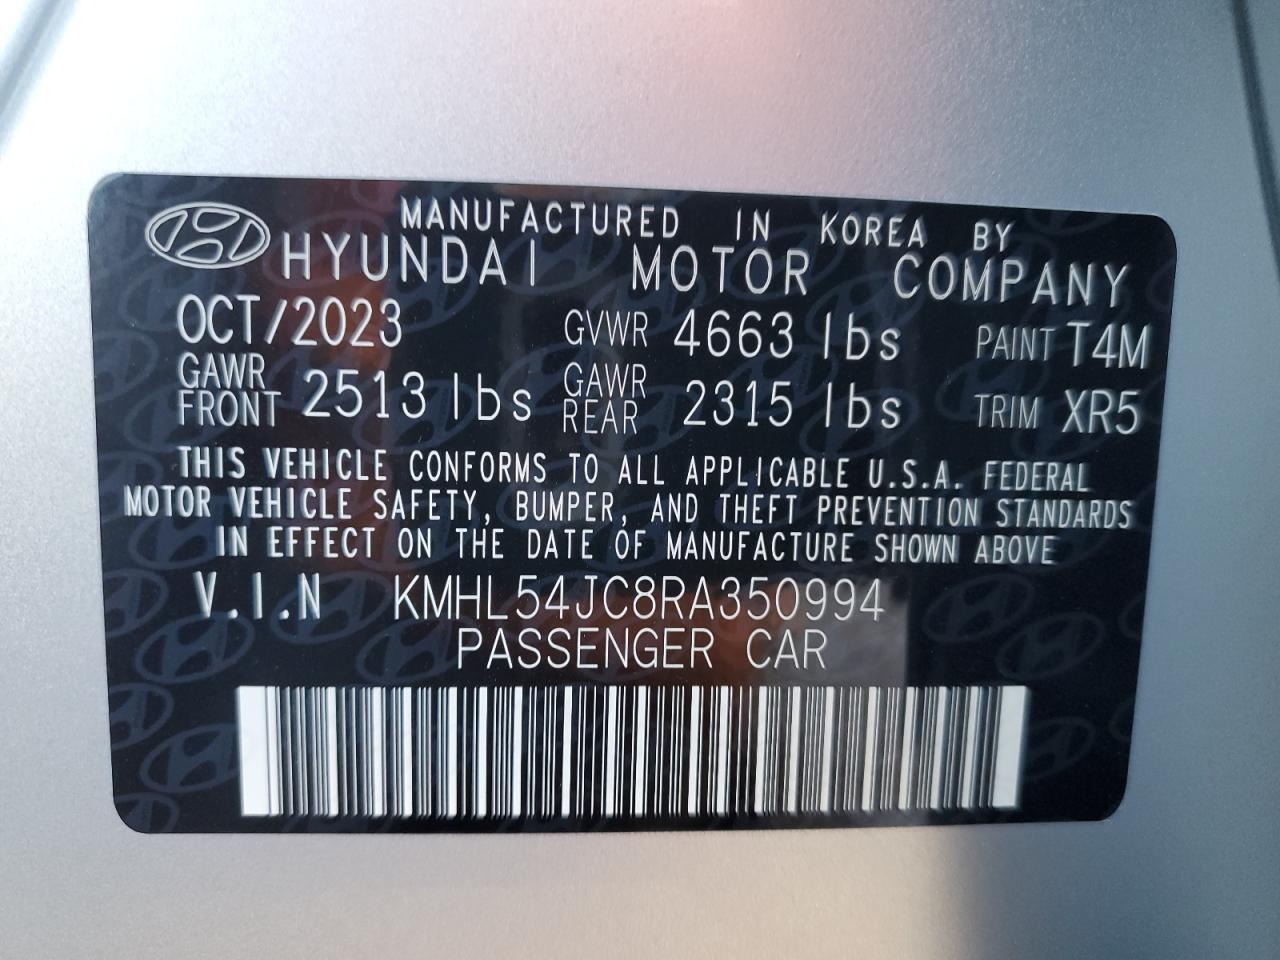 MANUFACTURED IN KOREA BY
HYUNDAI MOTOR COMPANY
OCT/2023 GVWR 4663 lbs PAINT T4M
GAWR FRONT 2513 lbs GAWR REAR 2315 lbs TRIM XR5
THIS VEHICLE CONFORMS TO ALL APPLICABLE U.S.A. FEDERAL
MOTOR VEHICLE SAFETY, BUMPER, AND THEFT PREVENTION STANDARDS
IN EFFECT ON THE DATE OF MANUFACTURE SHOWN ABOVE
V.I.N KMHL54JC8RA350994
PASSENGER CAR